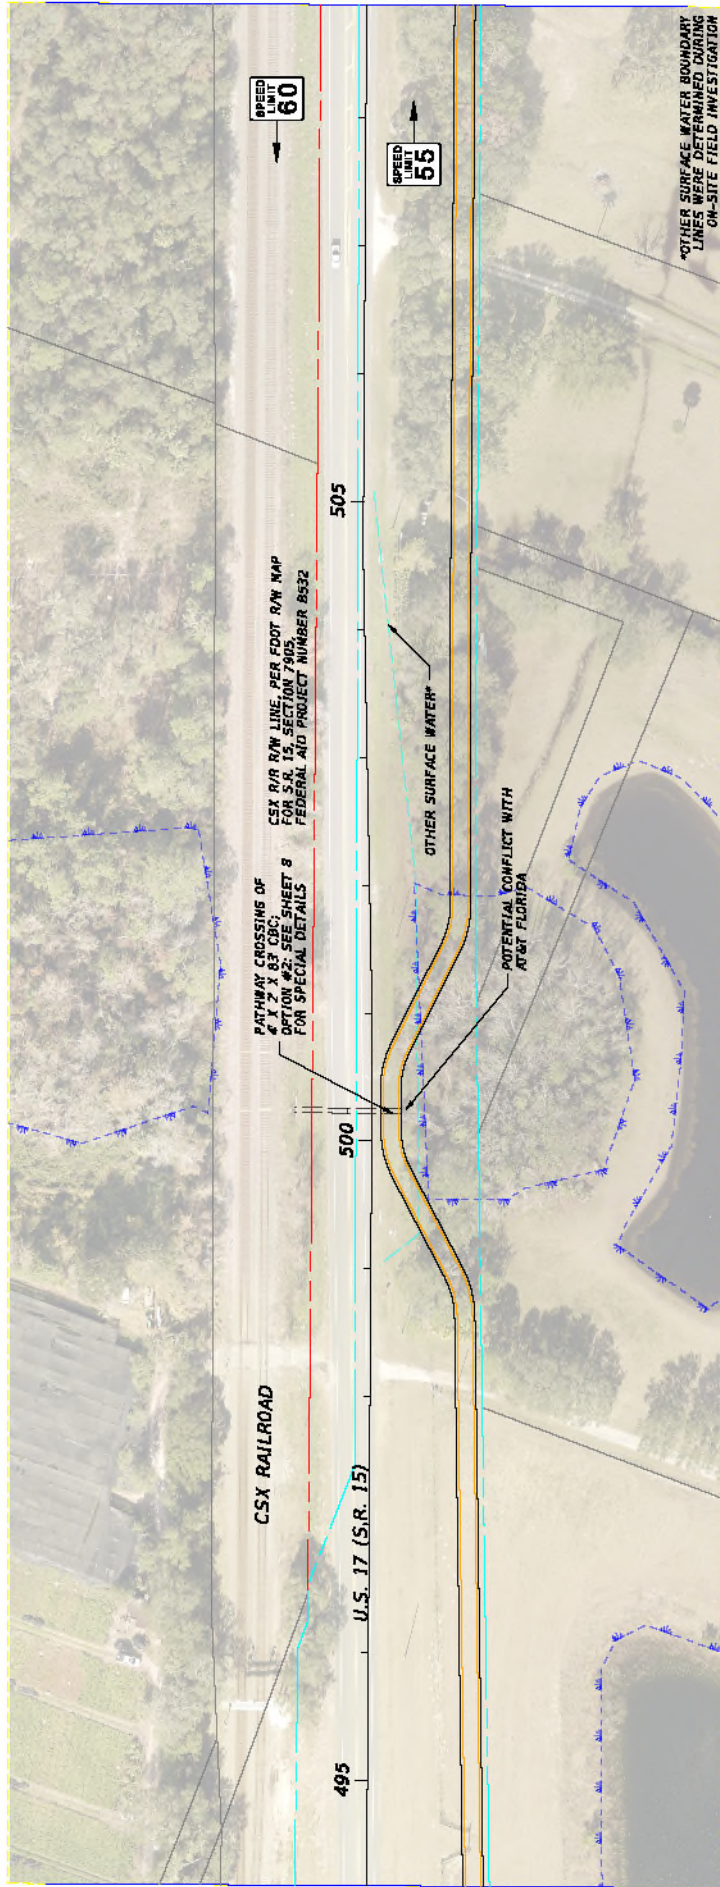 SPEED
LIMIT
60
SPEED
LIMIT
55
*OTHER SURFACE WATER BOUNDARY
LINES WERE DETERMINED DURING
ON-SITE FIELD INVESTIGATION
505
CSX R/R R/W LINE, PER FDOT R/W MAP
FOR S.R. 15, SECTION 7905,
FEDERAL AID PROJECT NUMBER 8532
PATHWAY CROSSING OF
4' X 2' X 83' CBC;
OPTION #2: SEE SHEET 8
FOR SPECIAL DETAILS
OTHER SURFACE WATER*
POTENTIAL CONFLICT WITH
AT&T FLORIDA
500
CSX RAILROAD
U.S. 17 (S.R. 15)
495